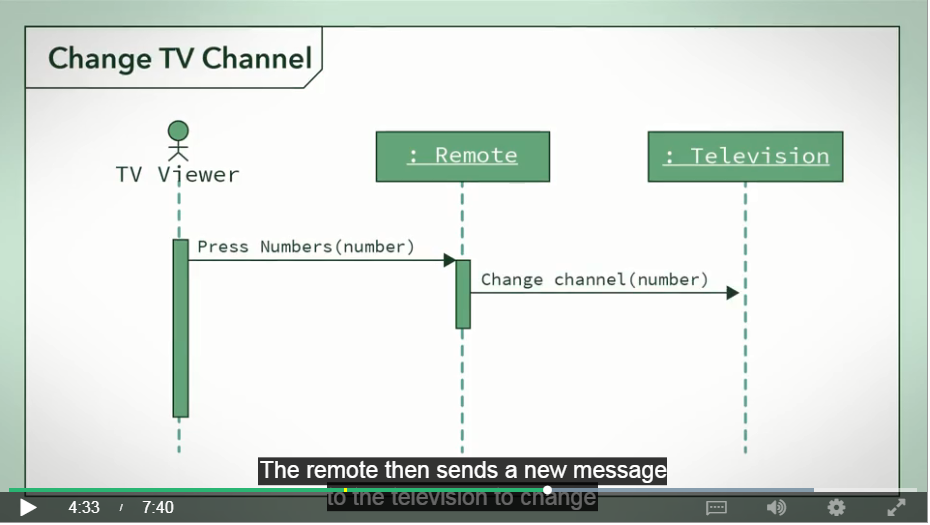 Change TV Channel
TV Viewer
: Remote
: Television
Press Numbers(number)
Change channel(number)
The remote then sends a new message
to the television to change
4:33 / 7:40